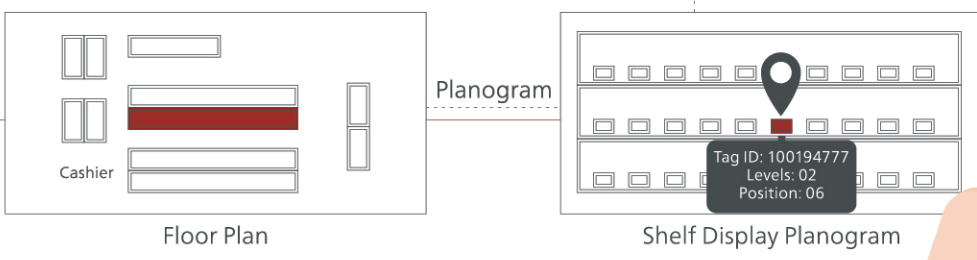 Planogram
Tag ID: 100194777
Levels: 02
Position: 06
Cashier
Floor Plan
Shelf Display Planogram